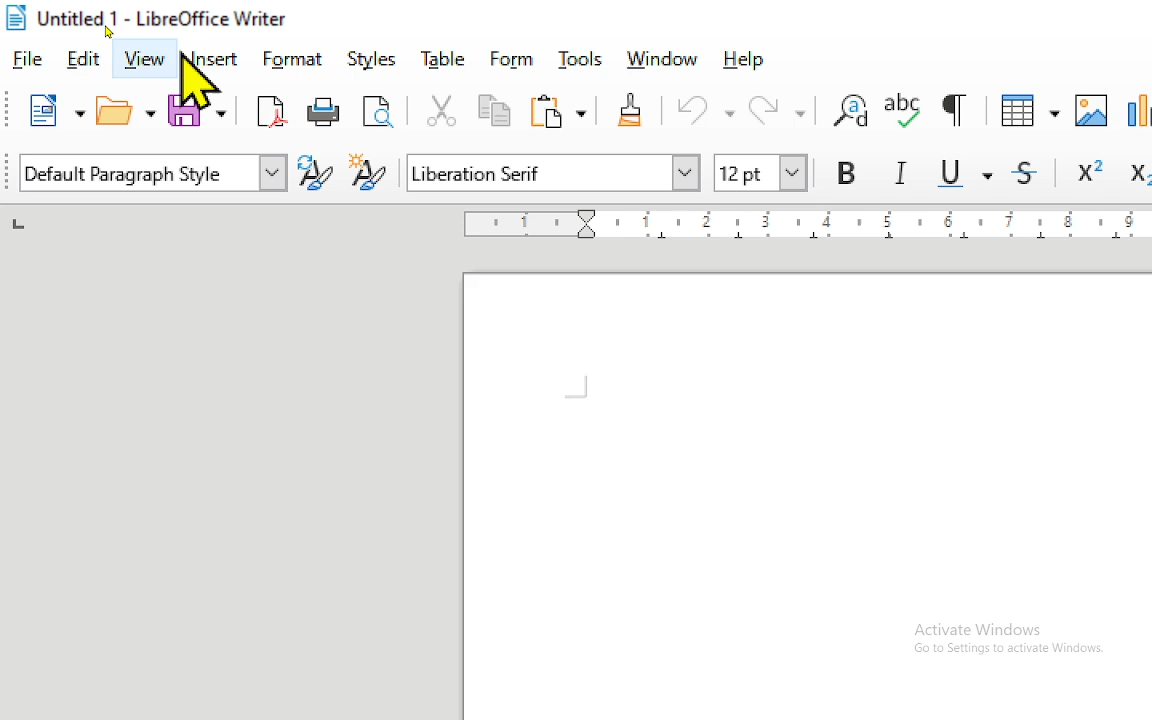 Untitled 1 - LibreOffice Writer
File Edit View Insert Format Styles Table Form Tools Window Help
abc
Default Paragraph Style Liberation Serif 12 pt B I U S X² X₂
1 1 2 3 4 5 6 7 8 9
Activate Windows
Go to Settings to activate Windows.